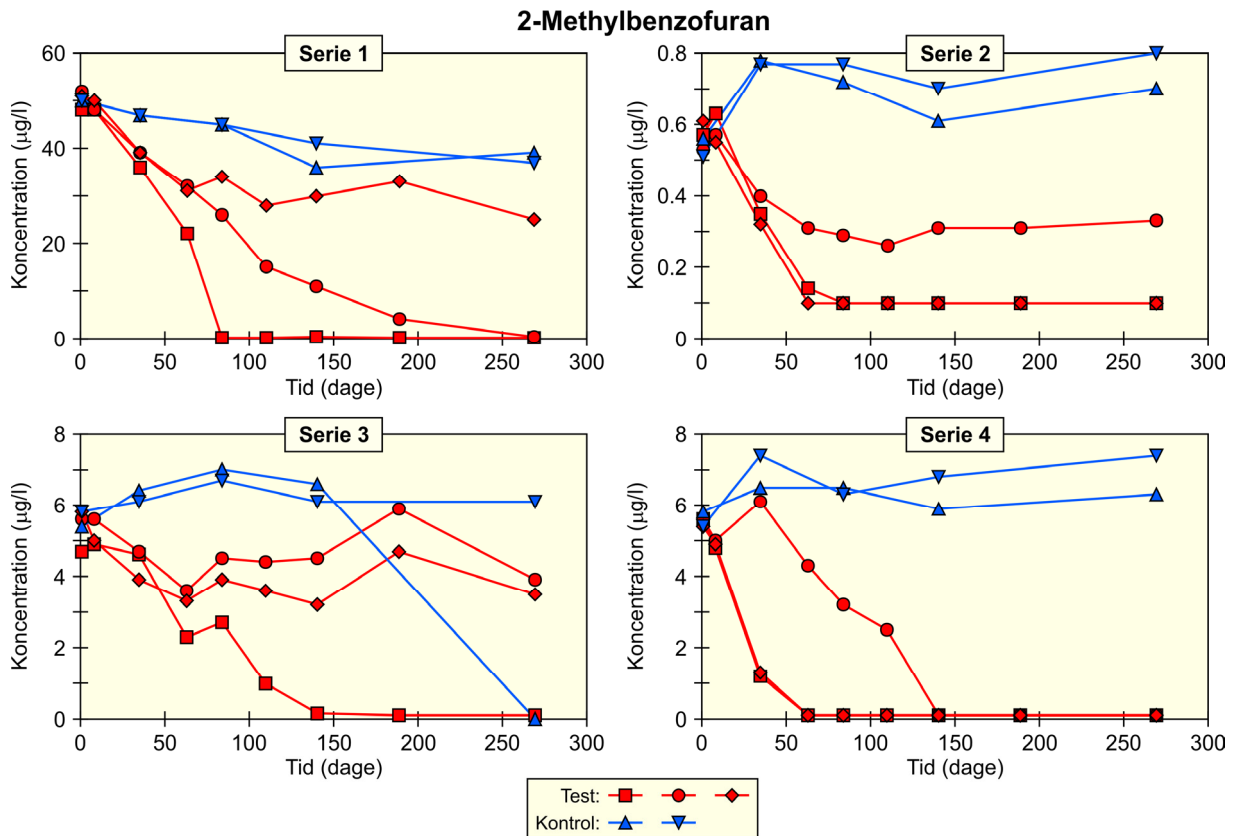 2-Methylbenzofuran
Serie 1
Koncentration (µg/l)
60
40
20
0
0 50 100 150 200 250 300
Tid (dage)
Serie 2
Koncentration (µg/l)
0.8
0.6
0.4
0.2
0
0 50 100 150 200 250 300
Tid (dage)
Serie 3
Koncentration (µg/l)
8
6
4
2
0
0 50 100 150 200 250 300
Tid (dage)
Serie 4
Koncentration (µg/l)
8
6
4
2
0
0 50 100 150 200 250 300
Tid (dage)
Test:
Kontrol: